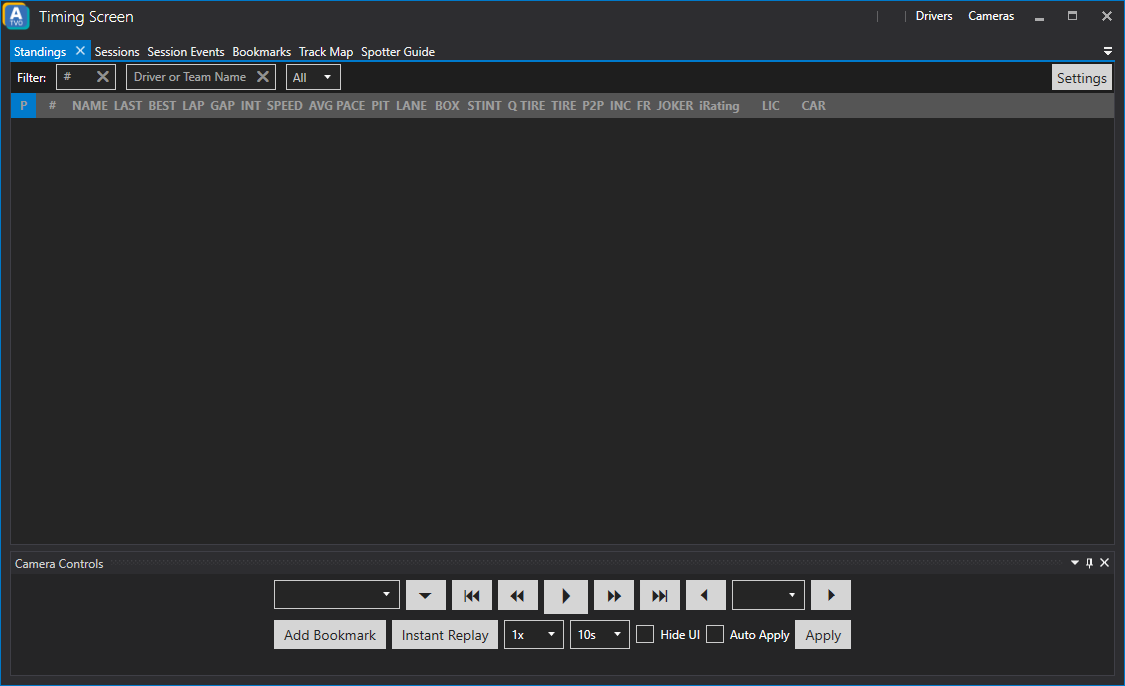 A TVO Timing Screen Drivers Cameras
Standings Sessions Session Events Bookmarks Track Map Spotter Guide
Filter: # Driver or Team Name All Settings
P # NAME LAST BEST LAP GAP INT SPEED AVG PACE PIT LANE BOX STINT Q TIRE TIRE P2P INC FR JOKER iRating LIC CAR
Camera Controls
Add Bookmark Instant Replay 1x 10s Hide UI Auto Apply Apply